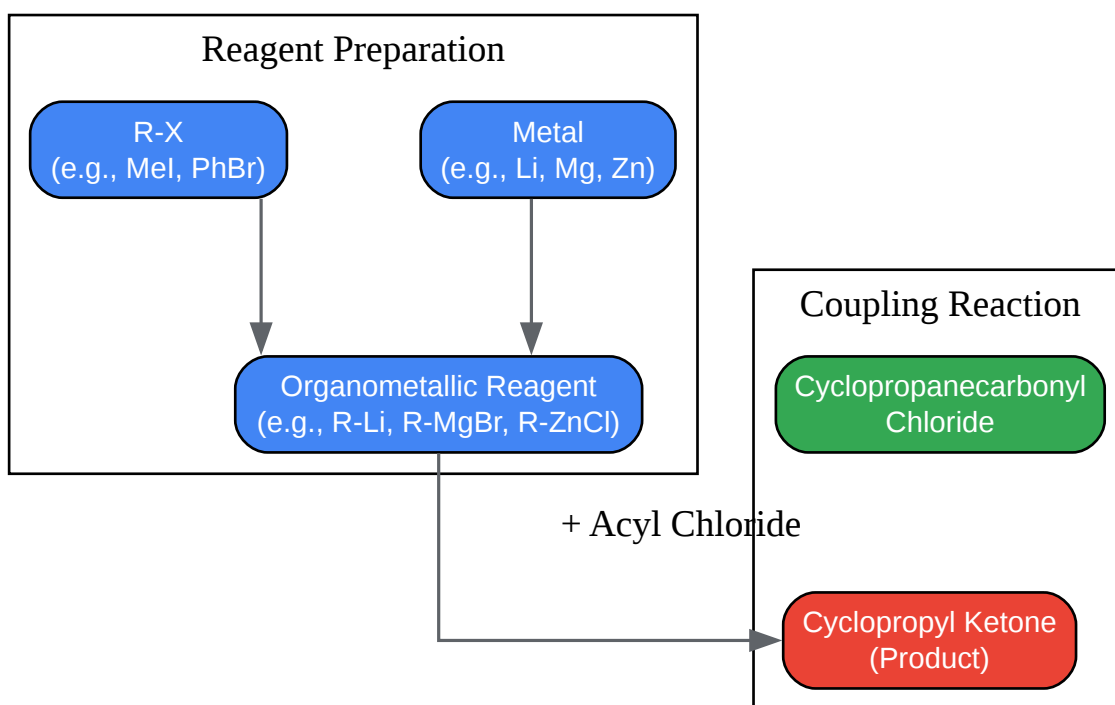 Reagent Preparation
R-X
(e.g., MeI, PhBr)
Metal
(e.g., Li, Mg, Zn)
Organometallic Reagent
(e.g., R-Li, R-MgBr, R-ZnCl)
Coupling Reaction
Cyclopropanecarbonyl
Chloride
+ Acyl Chloride
Cyclopropyl Ketone
(Product)